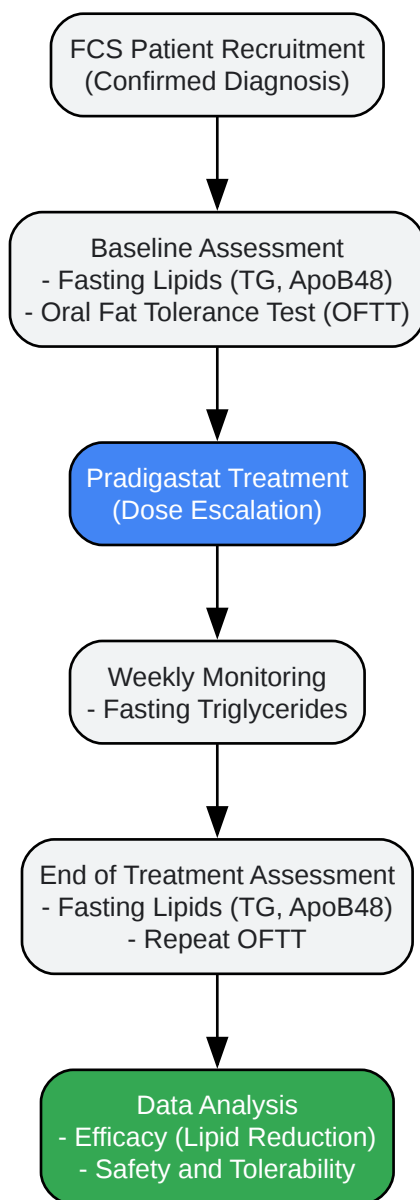 FCS Patient Recruitment
(Confirmed Diagnosis)
Baseline Assessment
- Fasting Lipids (TG, ApoB48)
- Oral Fat Tolerance Test (OFTT)
Pradigastat Treatment
(Dose Escalation)
Weekly Monitoring
- Fasting Triglycerides
End of Treatment Assessment
- Fasting Lipids (TG, ApoB48)
- Repeat OFTT
Data Analysis
- Efficacy (Lipid Reduction)
- Safety and Tolerability